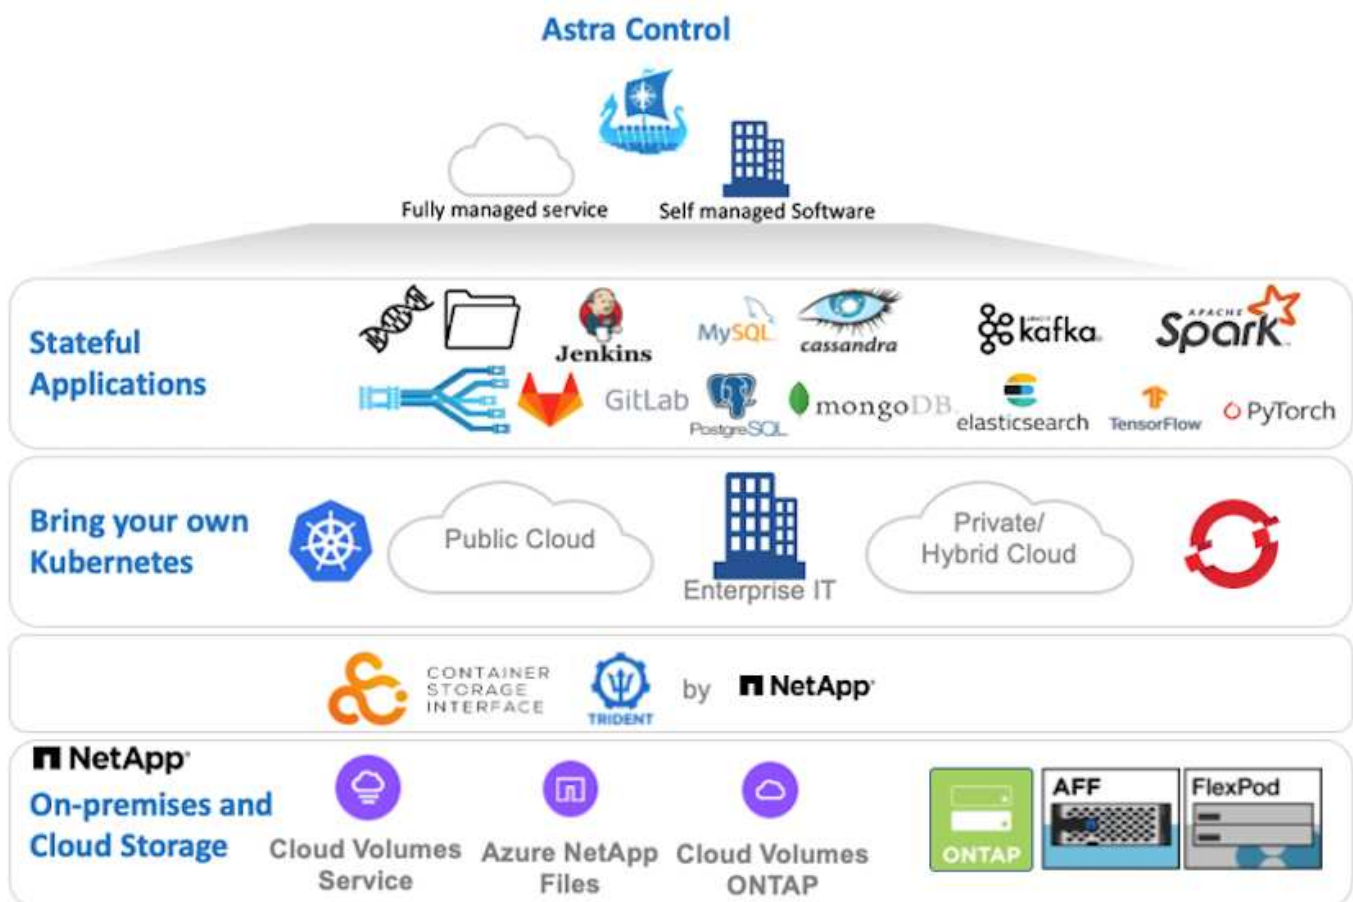 Astra Control
Fully managed service
Self managed Software
Stateful
Applications
Jenkins
MySQL
cassandra
kafka
APACHE
Spark
GitLab
PostgreSQL
mongoDB
elasticsearch
TensorFlow
PyTorch
Bring your own
Kubernetes
Public Cloud
Enterprise IT
Private/
Hybrid Cloud
CONTAINER
STORAGE
INTERFACE
TRIDENT
by
NetApp
NetApp
On-premises and
Cloud Storage
Cloud Volumes
Service
Azure NetApp
Files
Cloud Volumes
ONTAP
ONTAP
AFF
FlexPod